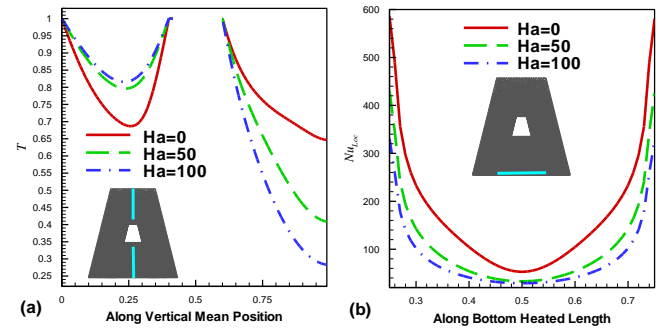 1
0.95
0.9
0.85
0.8
0.75
0.7
0.65
0.6
0.55
0.5
0.45
0.4
0.35
0.3
0.25
T
Ha=0
Ha=50
Ha=100
0
0.25
0.5
0.75
Along Vertical Mean Position
(a)
600
500
400
300
200
100
Nu_Loc
Ha=0
Ha=50
Ha=100
0.3
0.4
0.5
0.6
0.7
Along Bottom Heated Length
(b)